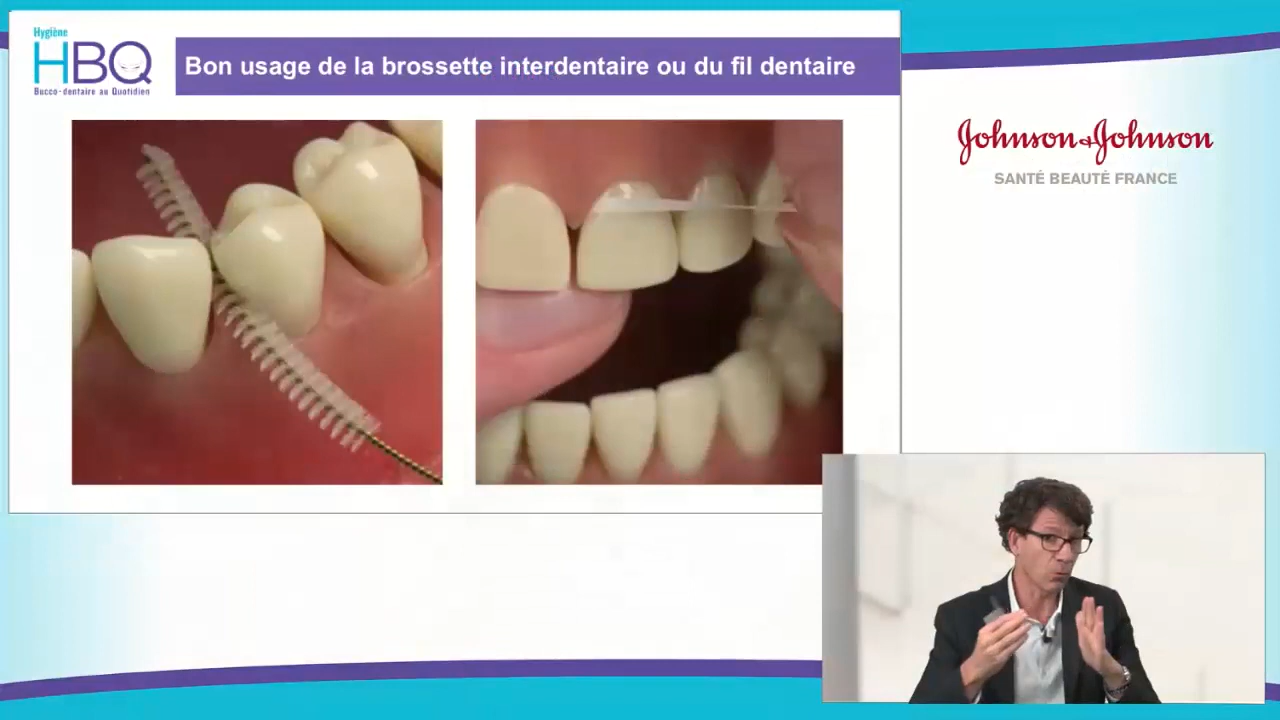 Hygiène
HBQ
Bucco-dentaire au Quotidien
Bon usage de la brossette interdentaire ou du fil dentaire
Johnson & Johnson
SANTÉ BEAUTÉ FRANCE